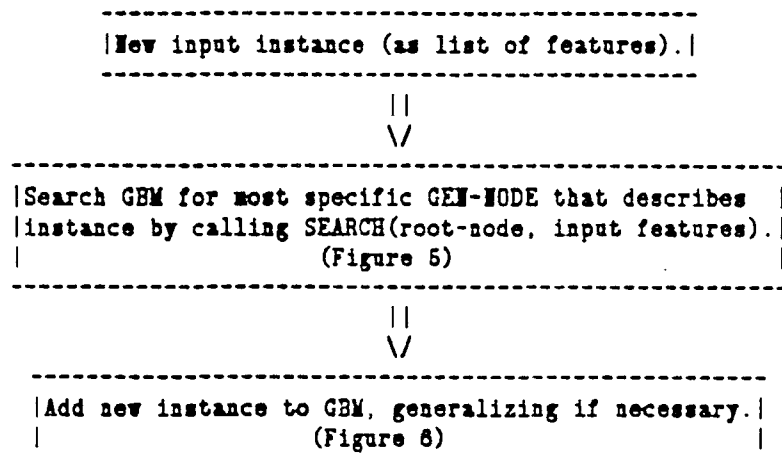 -----------------------------------------------
|New input instance (as list of features).|
-----------------------------------------------
||
\/
------------------------------------------------------------
|Search GBM for most specific GEN-NODE that describes |
|instance by calling SEARCH(root-node, input features).|
| (Figure 5) |
------------------------------------------------------------
||
\/
---------------------------------------------------------
|Add new instance to GBM, generalizing if necessary.|
| (Figure 6) |